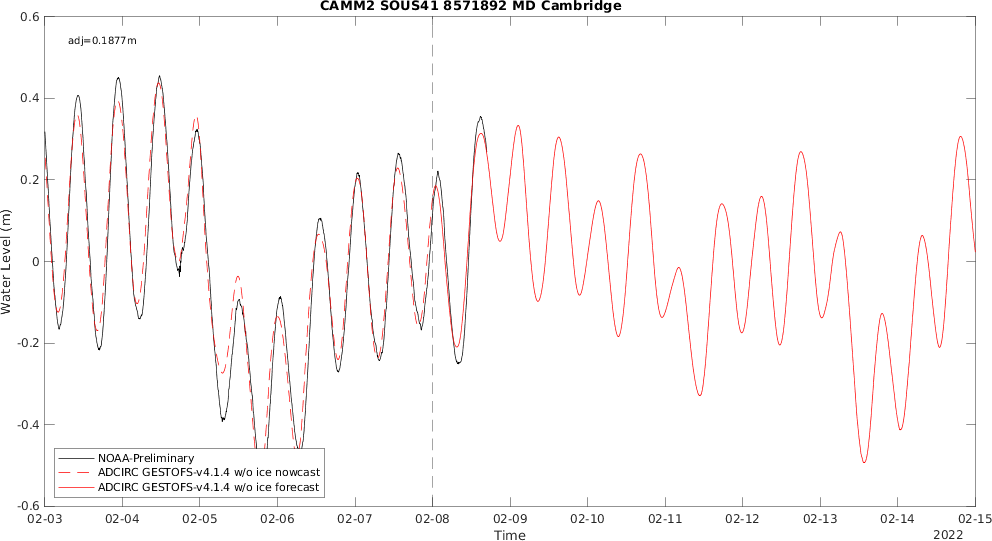 CAMM2 SOUS41 8571892 MD Cambridge
adj=0.1877m
0.6
0.4
0.2
0
-0.2
-0.4
-0.6
Water Level (m)
NOAA-Preliminary
ADCIRC GESTOFS-v4.1.4 w/o ice nowcast
ADCIRC GESTOFS-v4.1.4 w/o ice forecast
02-03 02-04 02-05 02-06 02-07 02-08 02-09 02-10 02-11 02-12 02-13 02-14 02-15
Time
2022